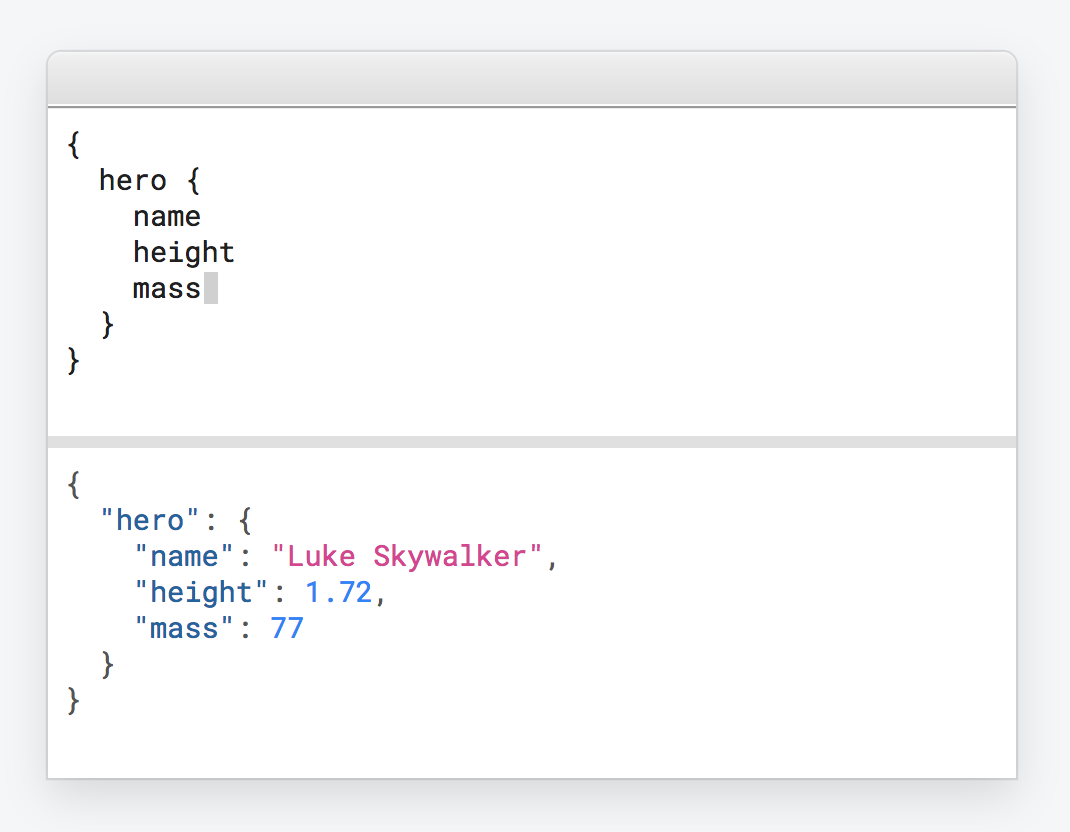 {
  hero {
    name
    height
    mass
  }
}
{
  "hero": {
    "name": "Luke Skywalker",
    "height": 1.72,
    "mass": 77
  }
}